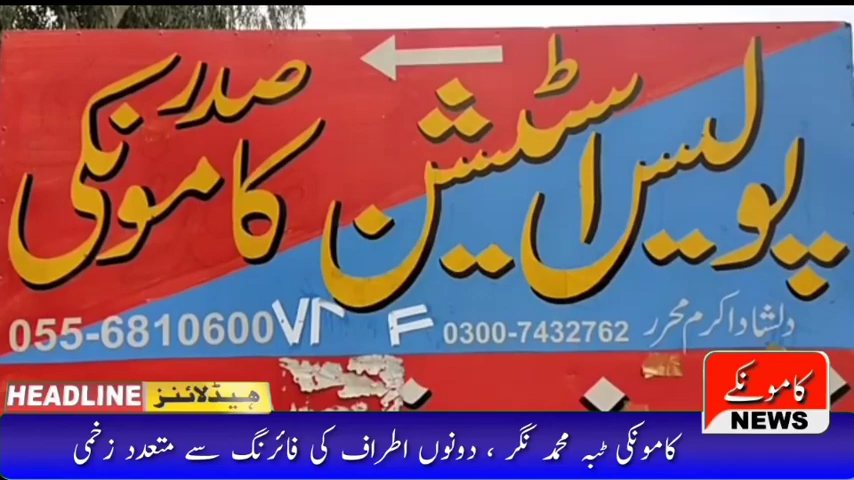 پولیس اسٹیشن صدر کامونکی
055-6810600 0300-7432762 دلشاد اکرم محرر
HEADLINE ہیڈلائنز
کامونکے
NEWS
کامونکی ٹبہ محمد نگر ، دونوں اطراف کی فائرنگ سے متعدد زخمی